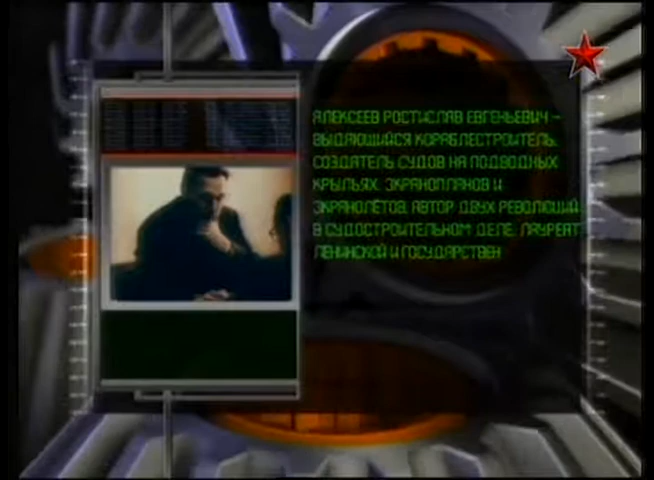 АЛЕКСЕЕВ РОСТИСЛАВ ЕВГЕНЬЕВИЧ –
ВЫДАЮЩИЙСЯ КОРАБЛЕСТРОИТЕЛЬ,
СОЗДАТЕЛЬ СУДОВ НА ПОДВОДНЫХ
КРЫЛЬЯХ, ЭКРАНОПЛАНОВ И
ЭКРАНОЛЁТОВ. АВТОР ДВУХ РЕВОЛЮЦИЙ
В СУДОСТРОИТЕЛЬНОМ ДЕЛЕ. ЛАУРЕАТ
ЛЕНИНСКОЙ И ГОСУДАРСТВЕН